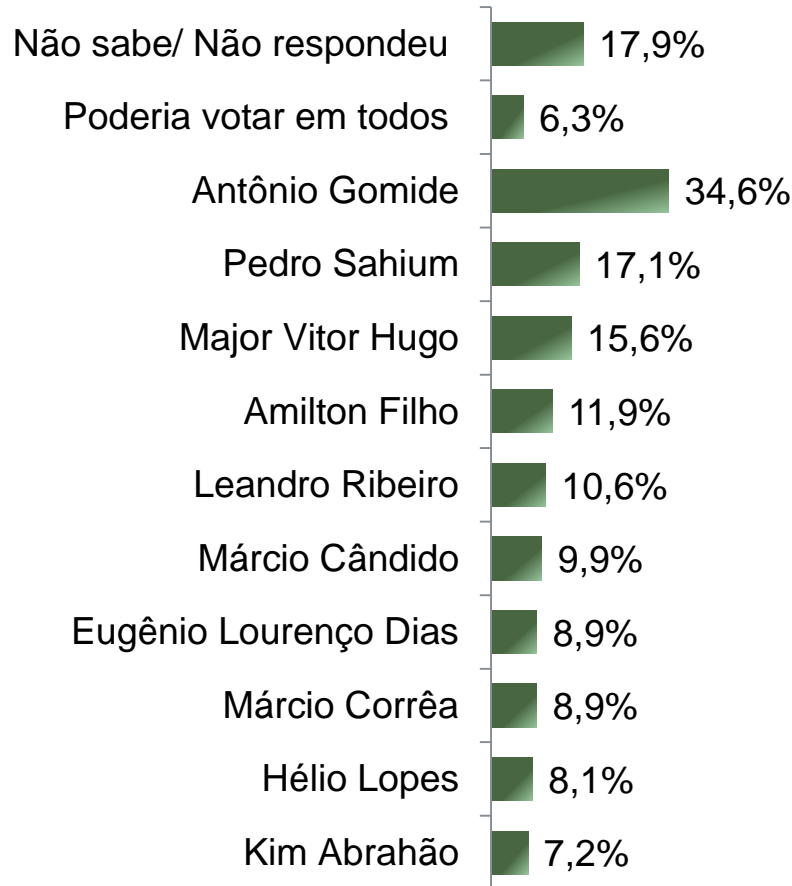 Não sabe/ Não respondeu 17,9%
Poderia votar em todos 6,3%
Antônio Gomide 34,6%
Pedro Sahium 17,1%
Major Vitor Hugo 15,6%
Amilton Filho 11,9%
Leandro Ribeiro 10,6%
Márcio Cândido 9,9%
Eugênio Lourenço Dias 8,9%
Márcio Corrêa 8,9%
Hélio Lopes 8,1%
Kim Abrahão 7,2%